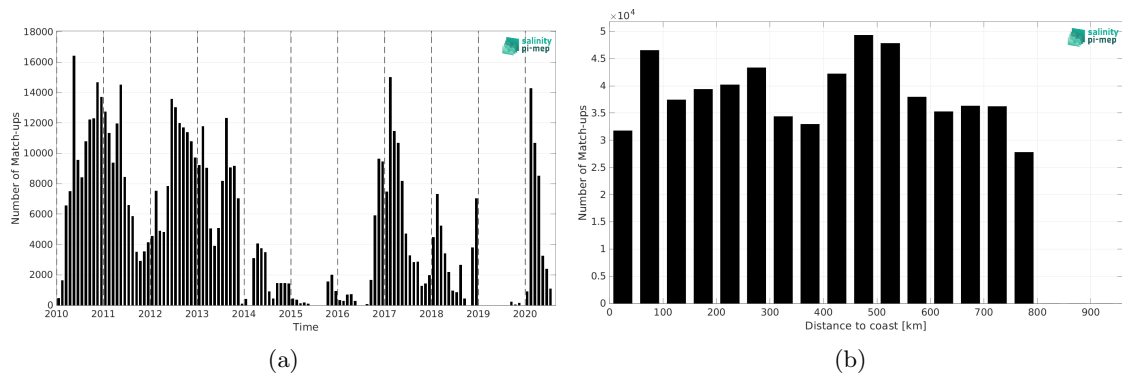 18000
16000
14000
12000
10000
8000
6000
4000
2000
0
Number of Match-ups
2010 2011 2012 2013 2014 2015 2016 2017 2018 2019 2020
Time
salinity
pi-mep
(a)
×10⁴
5
4.5
4
3.5
3
2.5
2
1.5
1
0.5
0
Number of Match-ups
0 100 200 300 400 500 600 700 800 900
Distance to coast [km]
salinity
pi-mep
(b)